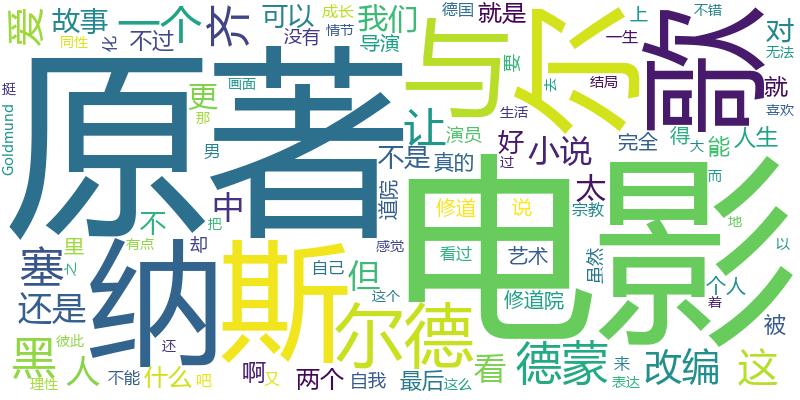 爱
故事
一个
齐
可以
我们
德国
就是
上
不错
同性
化
不过
没有
成长
情节
导演
一生
对
无法
与
尔
歌
要
去
结局
就
喜欢
挺
原著
更
那
画面
让
演员
生活
好
过
小说
完全
得
大
能
人生
Goldmund
男
中
不是
真的
太
而
不
道院
电影
修道
说
宗教
地
里
却
把
有点
之
塞
纳
斯
但
感觉
看过
艺术
虽然
以
自己
这个
修道院
个人
着
还是
尔德
被
黑
人
彼此
还
理性
不能
什么
吧
啊
又
两个
自我
最后
这么
看
德蒙
来
表达
改编
这